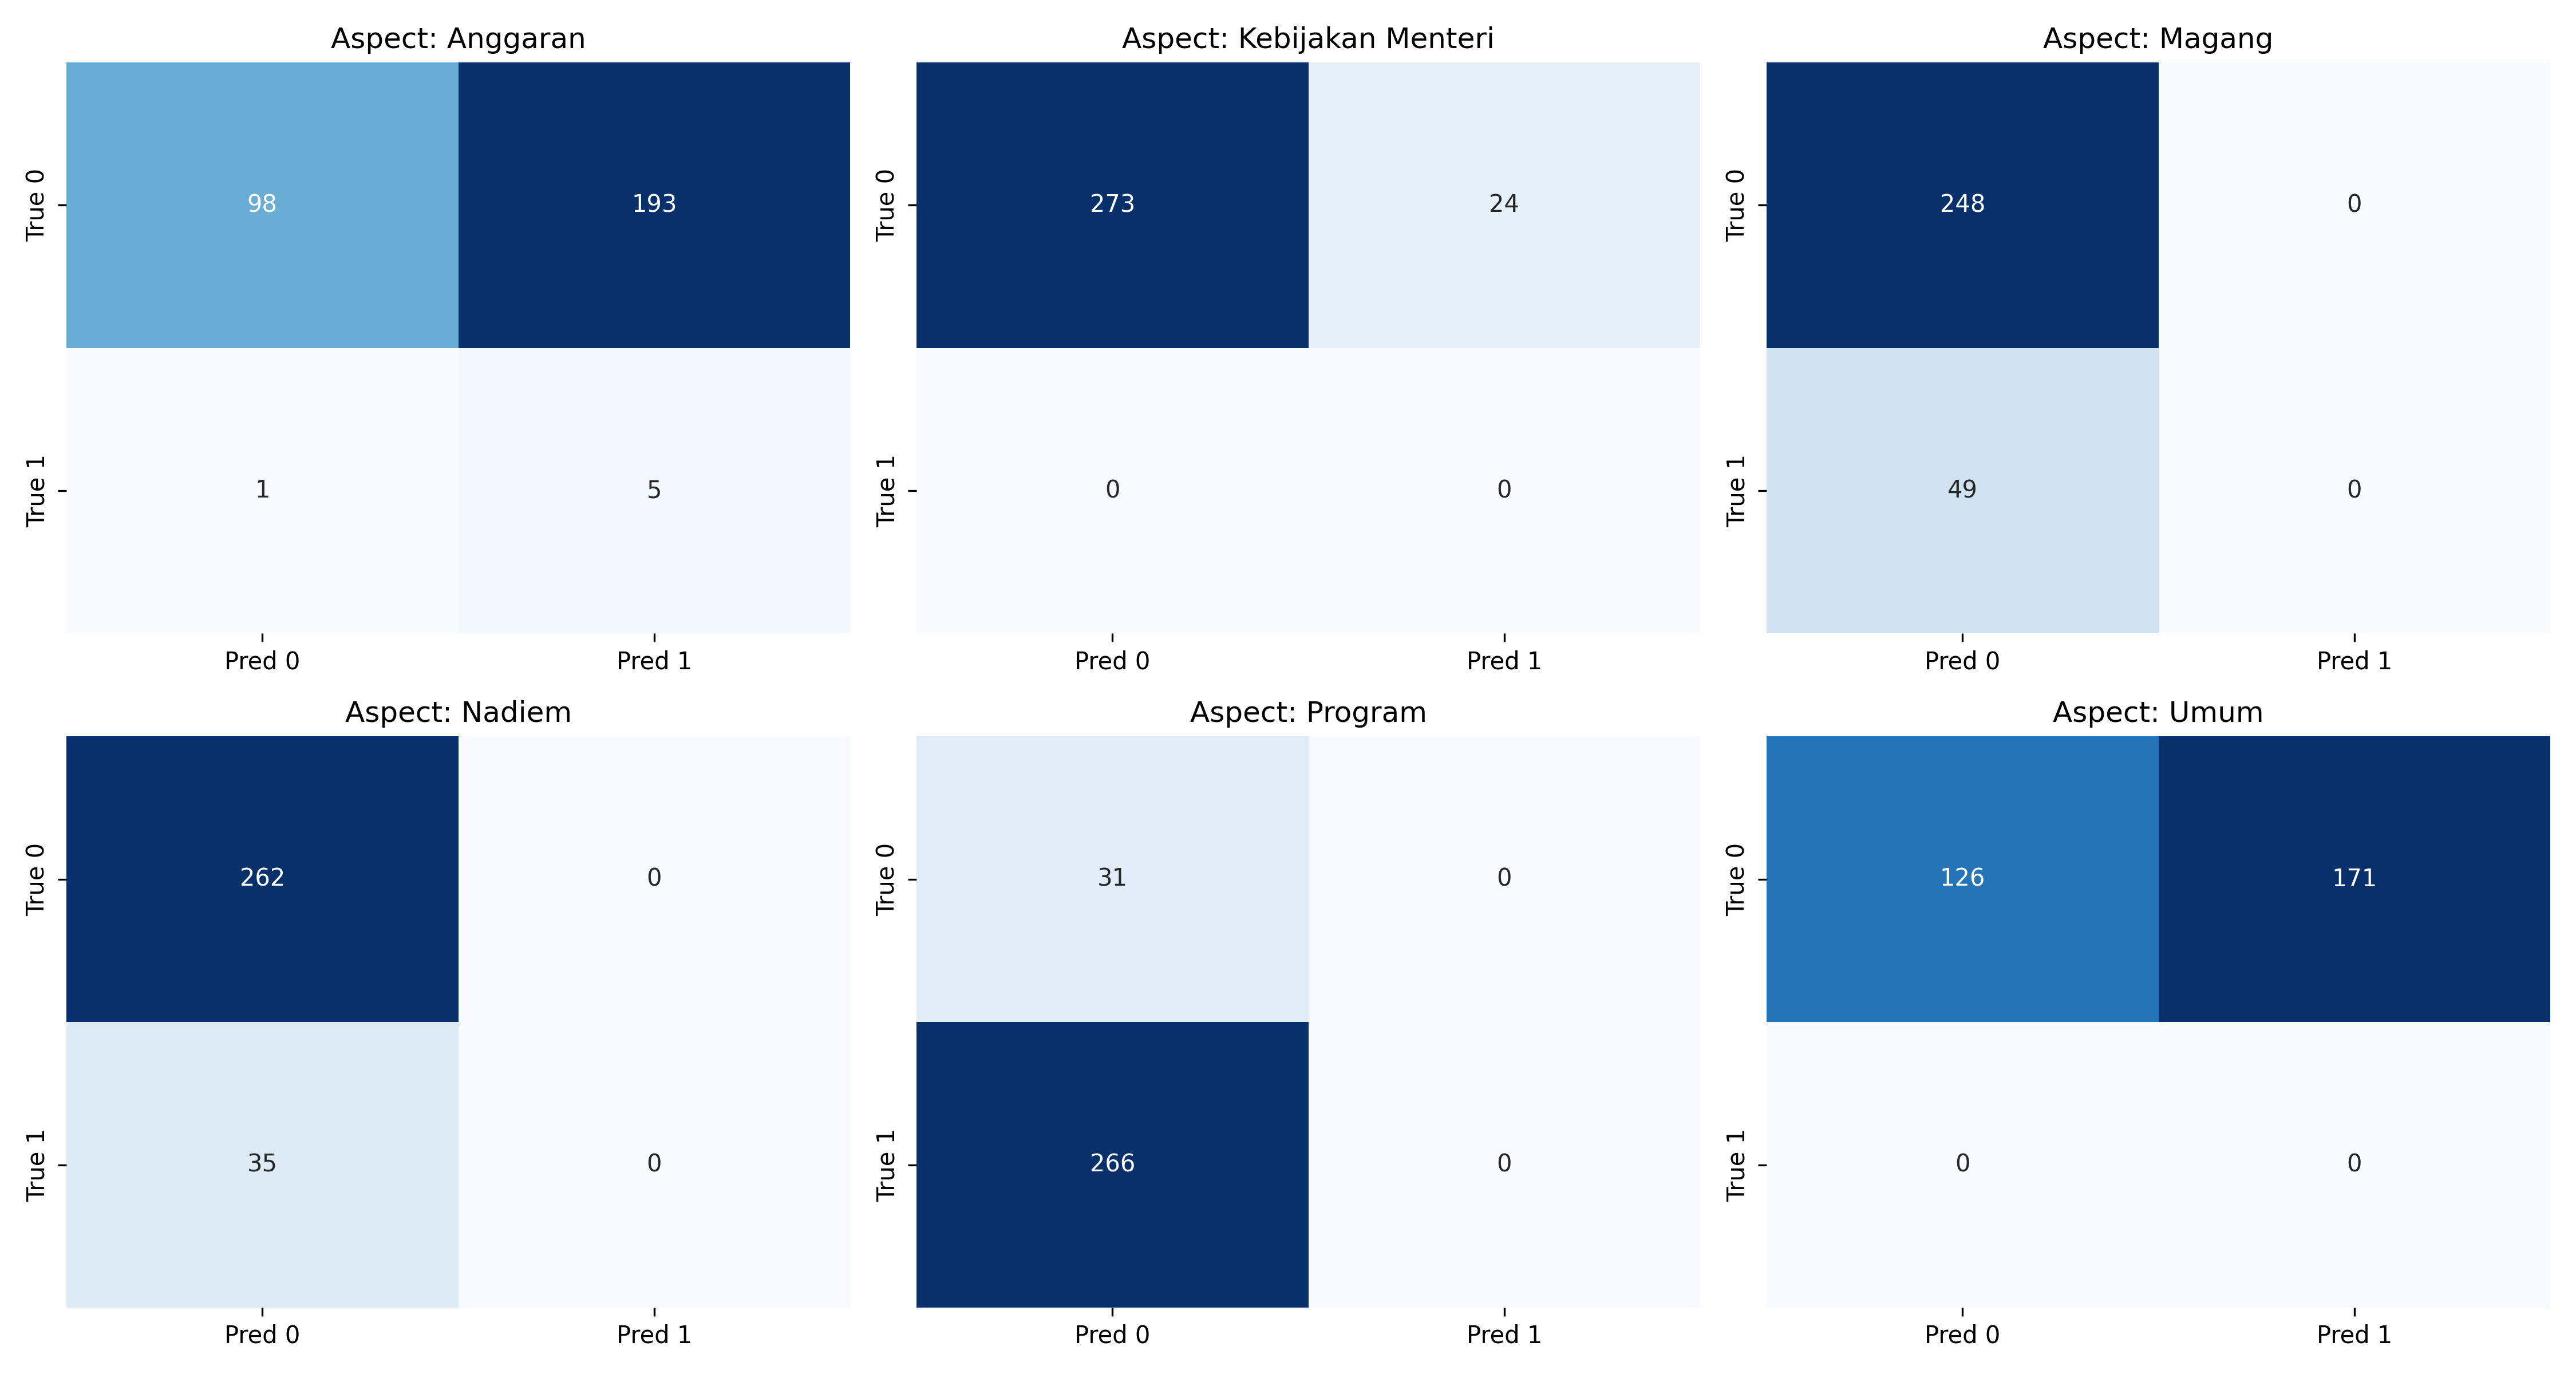 Aspect: Anggaran
True 0
98
193
True 1
1
5
Pred 0
Pred 1
Aspect: Kebijakan Menteri
True 0
273
24
True 1
0
0
Pred 0
Pred 1
Aspect: Magang
True 0
248
0
True 1
49
0
Pred 0
Pred 1
Aspect: Nadiem
True 0
262
0
True 1
35
0
Pred 0
Pred 1
Aspect: Program
True 0
31
0
True 1
266
0
Pred 0
Pred 1
Aspect: Umum
True 0
126
171
True 1
0
0
Pred 0
Pred 1